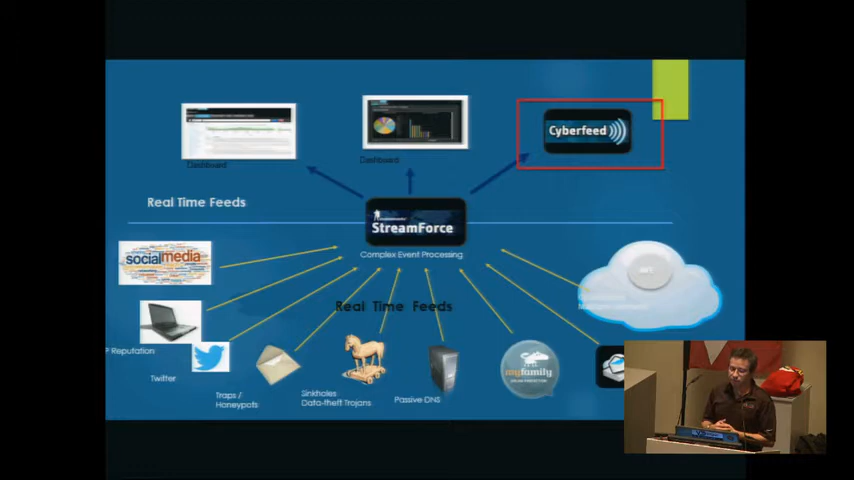 Cyberfeed
Dashboard
Dashboard
Real Time Feeds
StreamForce
Complex Event Processing
socialmedia
Real Time Feeds
Reputation
Twitter
Traps /
Honeypots
Sinkholes
Data-theft Trojans
Passive DNS
myfamily